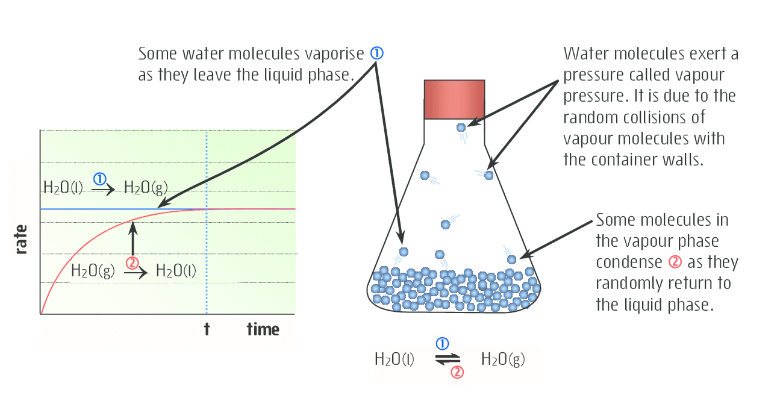 Some water molecules vaporise ①
as they leave the liquid phase.
Water molecules exert a
pressure called vapour
pressure. It is due to the
random collisions of
vapour molecules with
the container walls.
①
H₂O(l) → H₂O(g)
②
H₂O(g) → H₂O(l)
rate
t time
Some molecules in
the vapour phase
condense ② as they
randomly return to
the liquid phase.
①
H₂O(l) ⇌ H₂O(g)
②